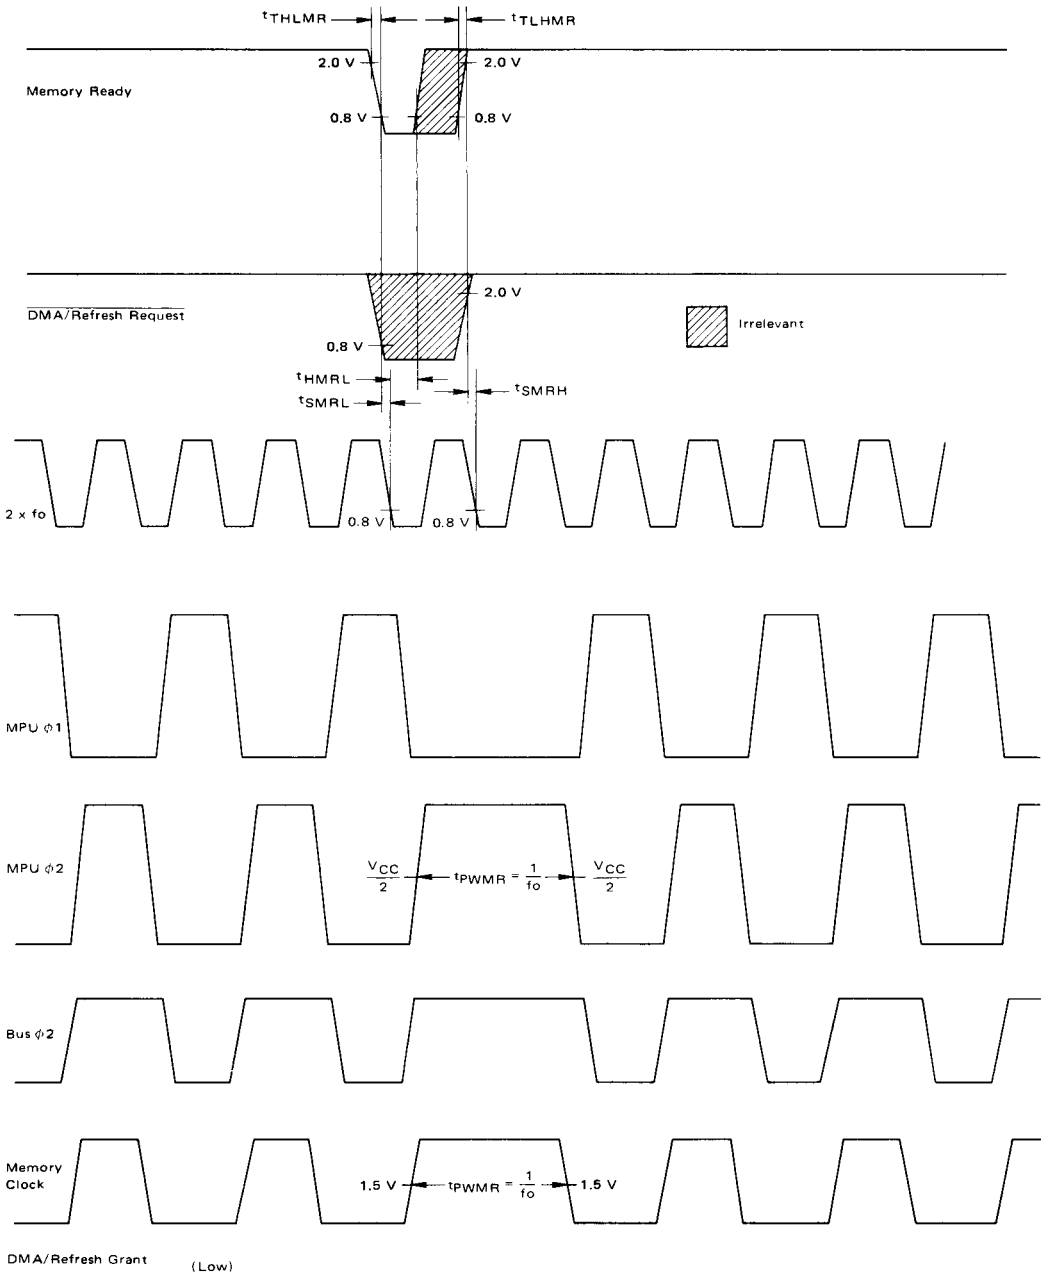 tTHLMR
tTLHMR
2.0 V
2.0 V
Memory Ready
0.8 V
0.8 V
2.0 V
DMA/Refresh Request
Irrelevant
0.8 V
tHMRL
tSMRH
tSMRL
2 x fo
0.8 V
0.8 V
MPU ϕ1
MPU ϕ2
VCC/2
tPWMR = 1/fo
VCC/2
Bus ϕ2
Memory
Clock
1.5 V
tPWMR = 1/fo
1.5 V
DMA/Refresh Grant
(Low)